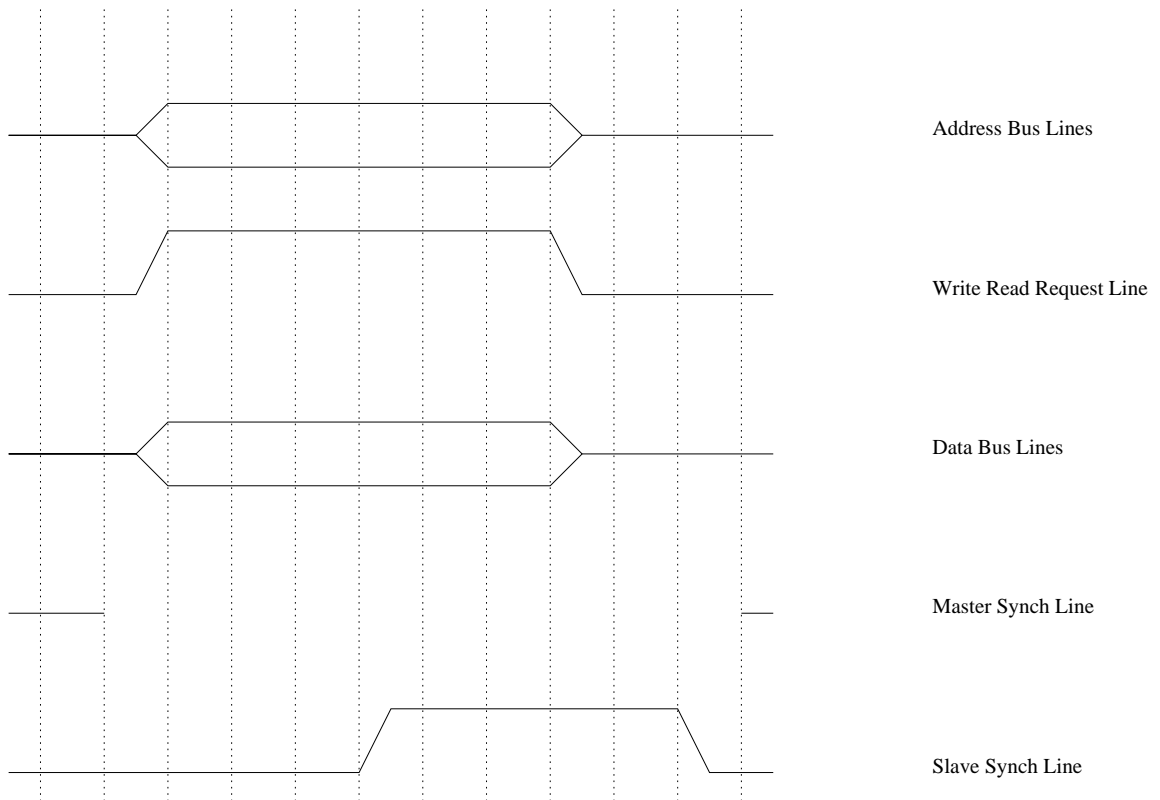 Address Bus Lines
Write Read Request Line
Data Bus Lines
Master Synch Line
Slave Synch Line